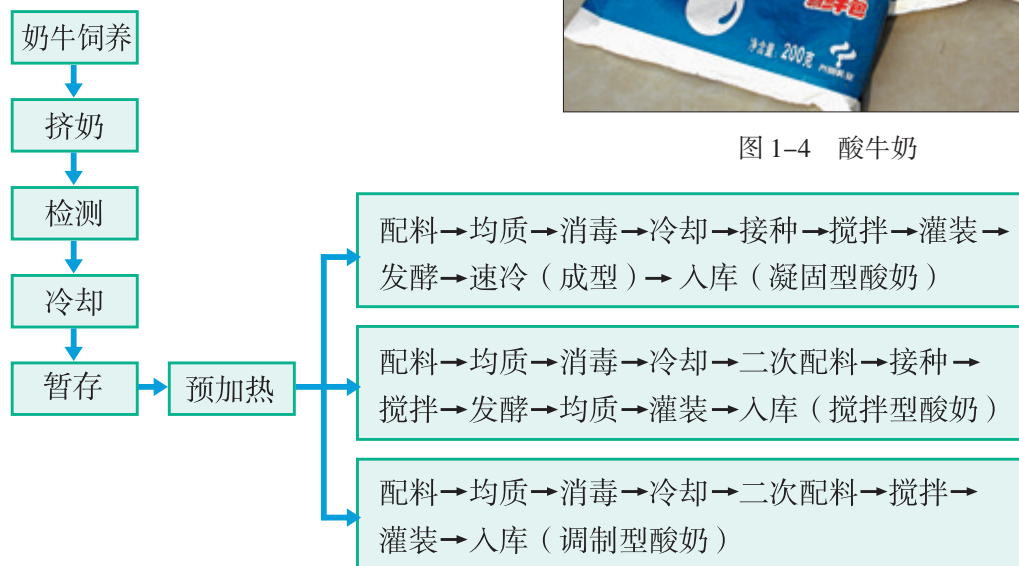 净含量：200克
图 1–4 酸牛奶
奶牛饲养
挤奶
检测
冷却
暂存
预加热
配料→均质→消毒→冷却→接种→搅拌→灌装→
发酵→速冷（成型）→入库（凝固型酸奶）
配料→均质→消毒→冷却→二次配料→接种→
搅拌→发酵→均质→灌装→入库（搅拌型酸奶）
配料→均质→消毒→冷却→二次配料→搅拌→
灌装→入库（调制型酸奶）